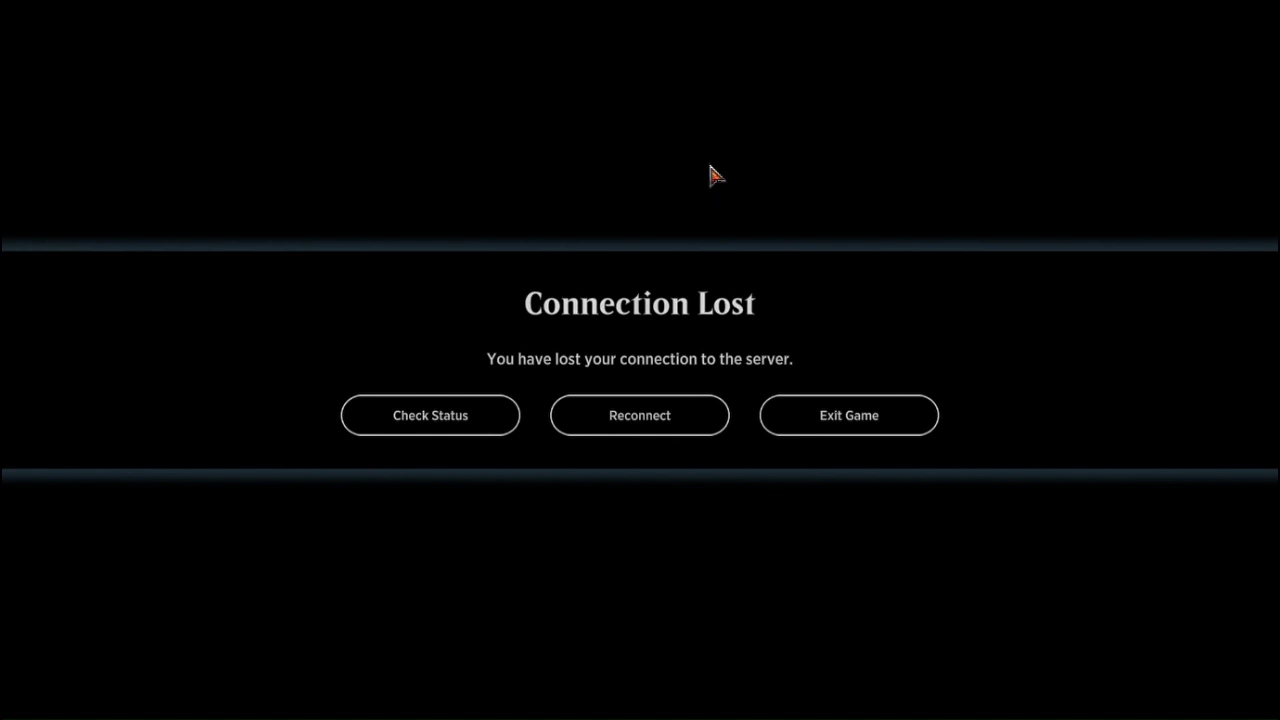 Connection Lost
You have lost your connection to the server.
Check Status
Reconnect
Exit Game